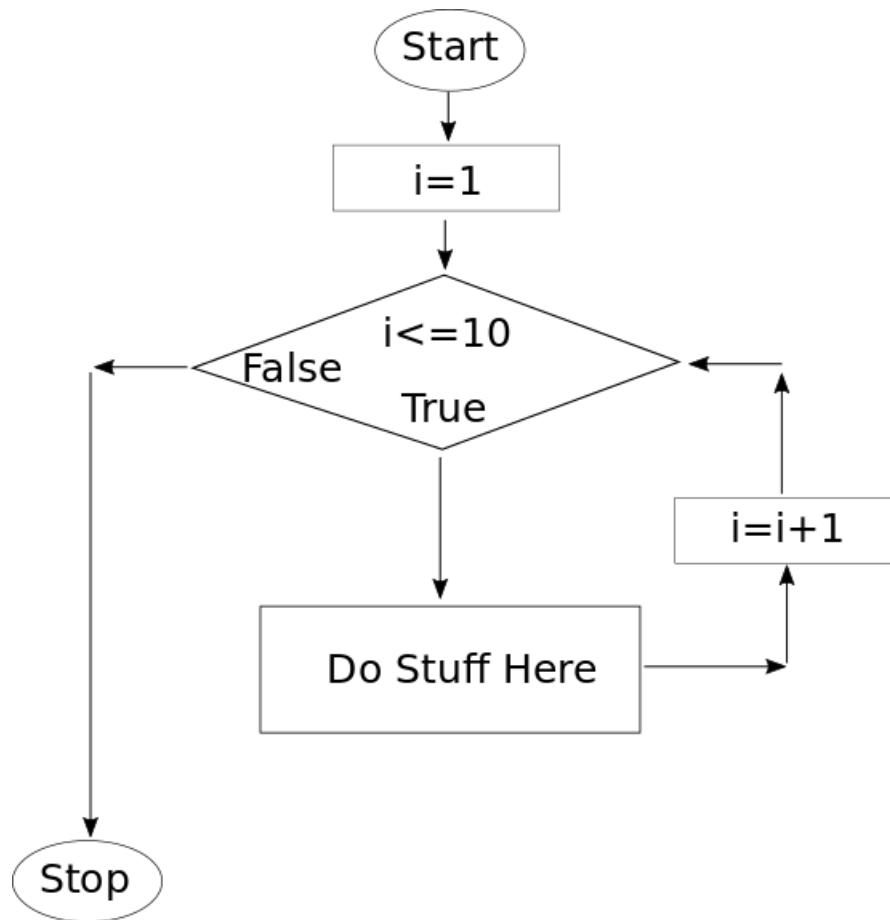 Start
i=1
i<=10
False
True
i=i+1
Do Stuff Here
Stop